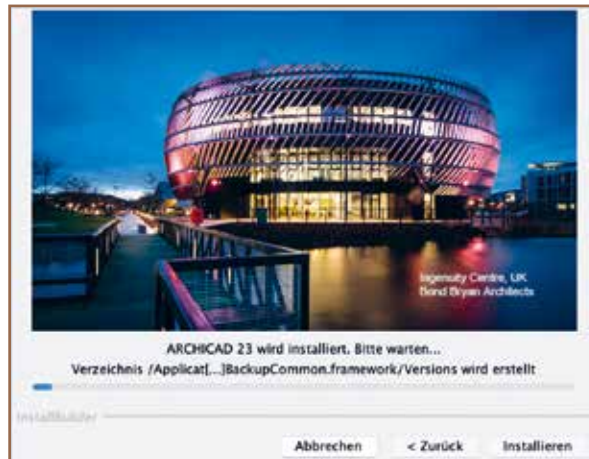 Ingenuity Centre, UK
Bond Bryan Architects
ARCHICAD 23 wird installiert. Bitte warten...
Verzeichnis /Applicat[...]BackupCommon.framework/Versions wird erstellt
InstallBuilder
Abbrechen
< Zurück
Installieren